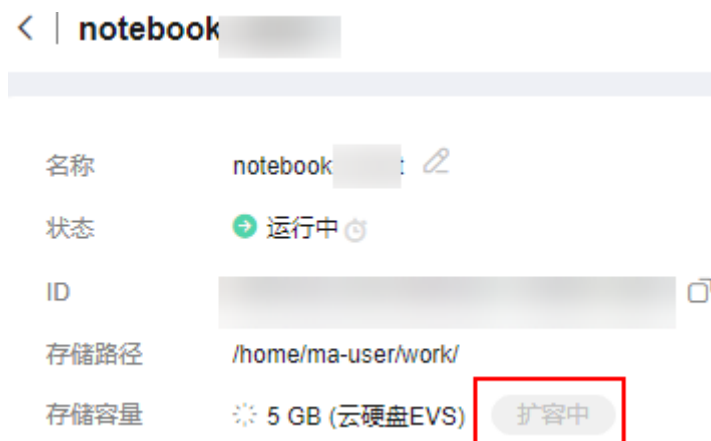 notebook
名称 notebook
状态 运行中
ID
存储路径 /home/ma-user/work/
存储容量 5 GB (云硬盘EVS) 扩容中